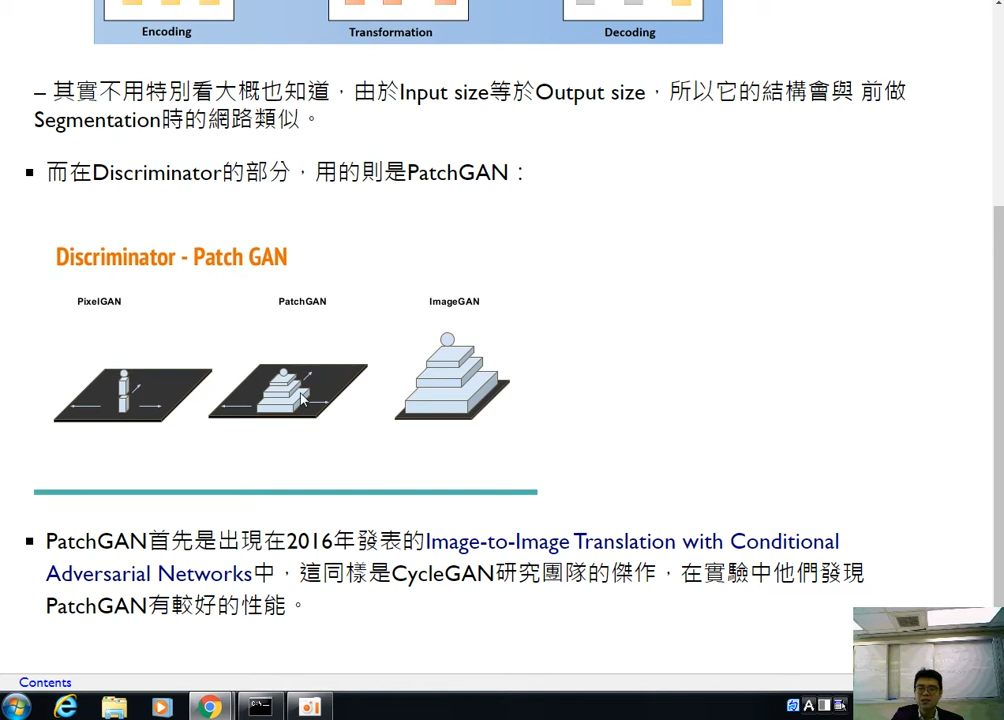 Encoding
Transformation
Decoding
– 其實不用特別看大概也知道，由於Input size等於Output size，所以它的結構會與 前做
Segmentation時的網路類似。
▪ 而在Discriminator的部分，用的則是PatchGAN：
Discriminator - Patch GAN
PixelGAN
PatchGAN
ImageGAN
▪ PatchGAN首先是出現在2016年發表的Image-to-Image Translation with Conditional
Adversarial Networks中，這同樣是CycleGAN研究團隊的傑作，在實驗中他們發現
PatchGAN有較好的性能。
Contents
A